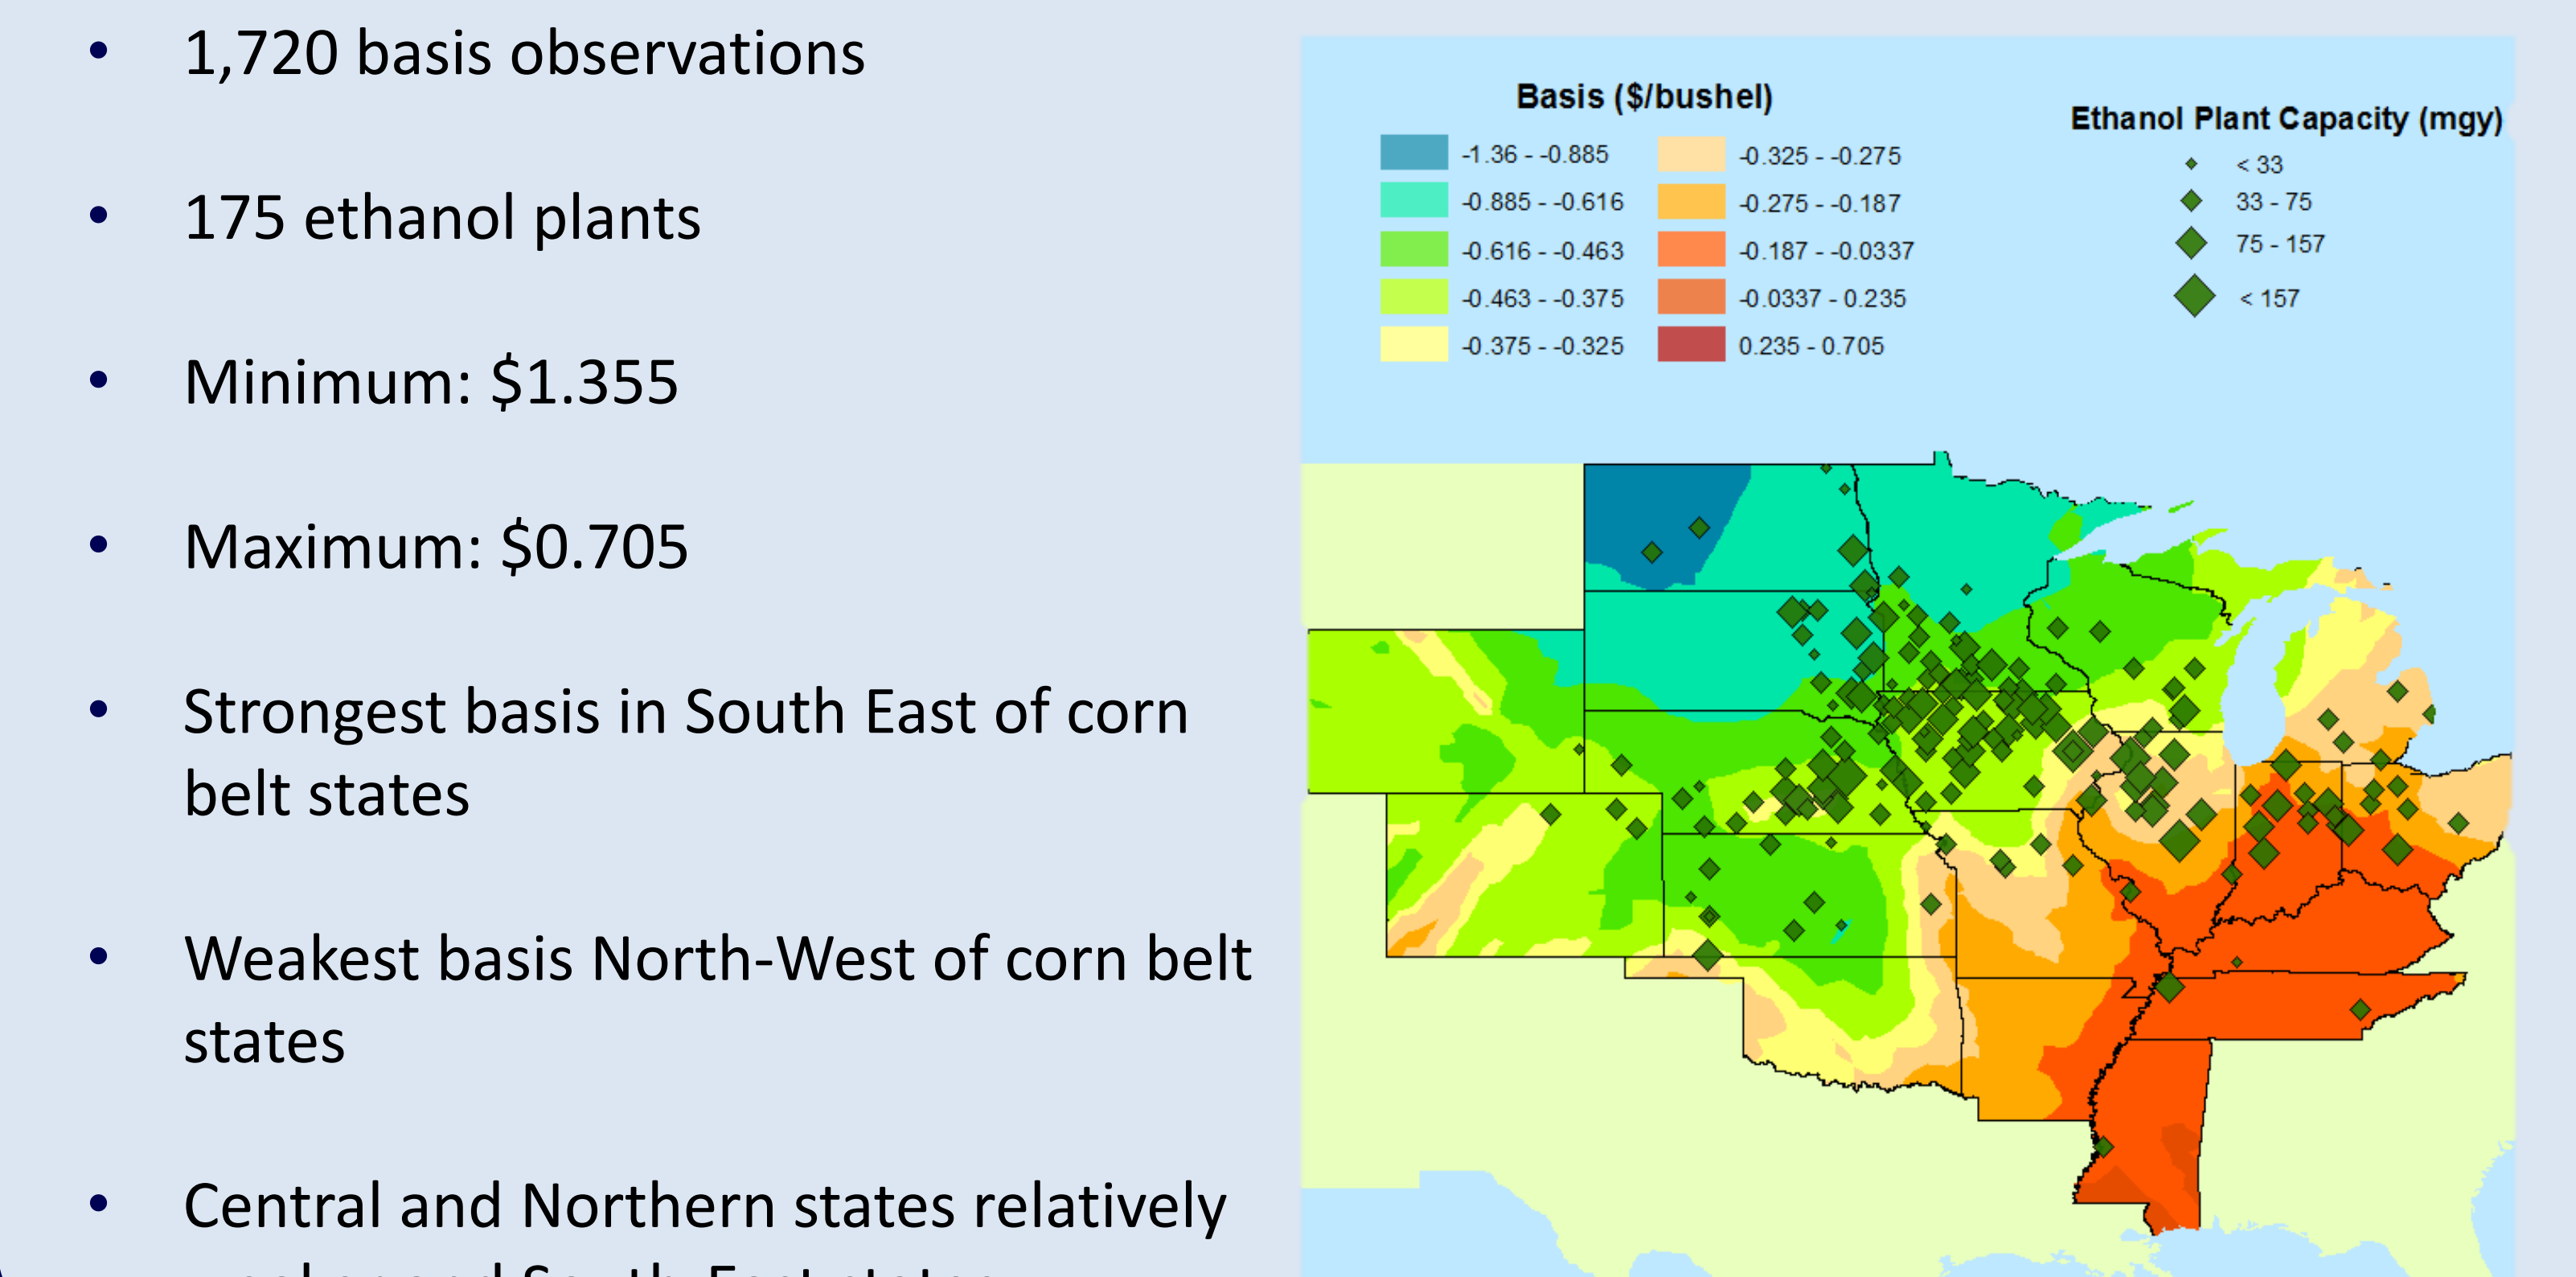 • 1,720 basis observations
• 175 ethanol plants
• Minimum: $1.355
• Maximum: $0.705
• Strongest basis in South East of corn
belt states
• Weakest basis North-West of corn belt
states
• Central and Northern states relatively
Basis ($/bushel)
-1.36 - -0.885
-0.885 - -0.616
-0.616 - -0.463
-0.463 - -0.375
-0.375 - -0.325
-0.325 - -0.275
-0.275 - -0.187
-0.187 - -0.0337
-0.0337 - 0.235
0.235 - 0.705
Ethanol Plant Capacity (mgy)
< 33
33 - 75
75 - 157
< 157